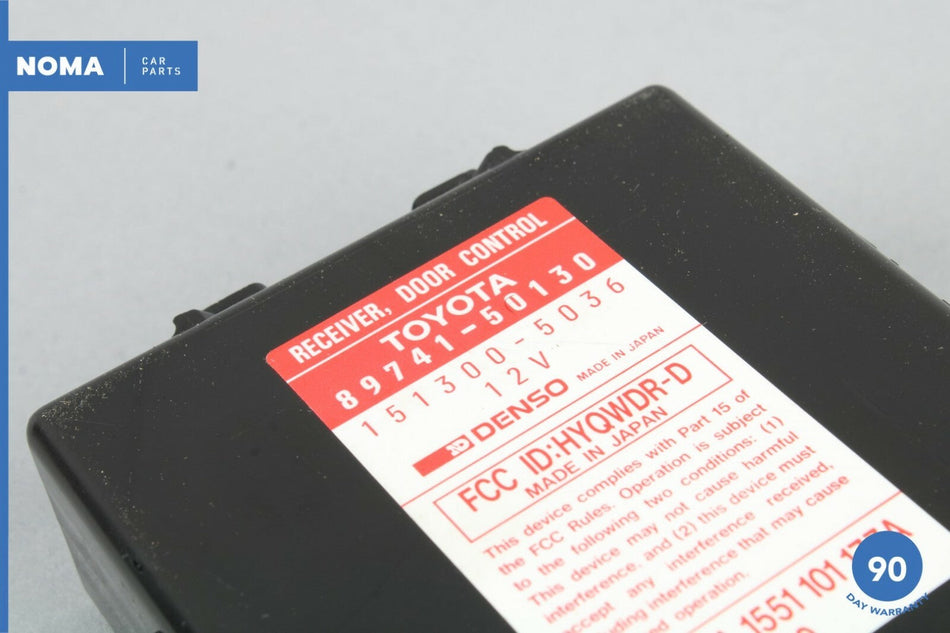 NOMA
CAR
PARTS
RECEIVER, DOOR CONTROL
TOYOTA
89741-50130
151300-5036
12V
DENSO MADE IN JAPAN
FCC ID:HYQWDR-D
MADE IN JAPAN
This device complies with Part 15 of
the FCC Rules. Operation is subject
to the following two conditions: (1)
This device may not cause harmful
interference, and (2) this device must
accept any interference received,
interference that may cause
operation.
1551 101
90
DAY WARRANTY